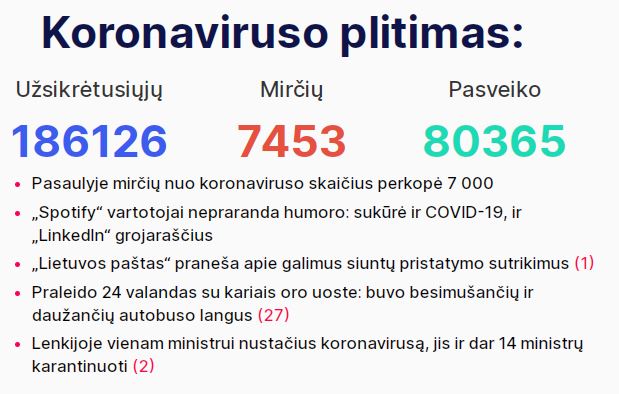 Koronaviruso plitimas:
Užsikrėtusiųjų Mirčių Pasveiko
186126 7453 80365
• Pasaulyje mirčių nuo koronaviruso skaičius perkopė 7 000
• „Spotify“ vartotojai nepraranda humoro: sukūrė ir COVID-19, ir
„LinkedIn“ grojaraščius
• „Lietuvos paštas“ praneša apie galimus siuntų pristatymo sutrikimus (1)
• Praleido 24 valandas su kariais oro uoste: buvo besimušančių ir
daužančių autobuso langus (27)
• Lenkijoje vienam ministrui nustačius koronavirusą, jis ir dar 14 ministrų
karantinuoti (2)